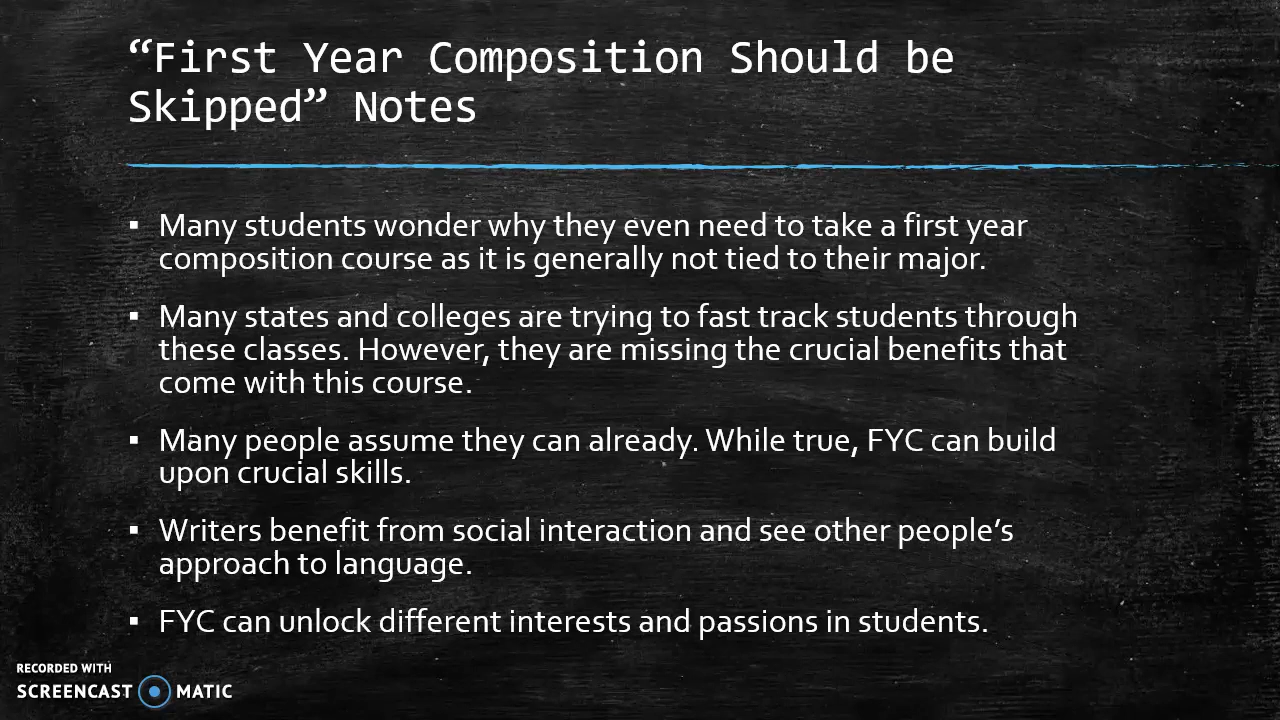 “First Year Composition Should be
Skipped” Notes
▪ Many students wonder why they even need to take a first year
composition course as it is generally not tied to their major.
▪ Many states and colleges are trying to fast track students through
these classes. However, they are missing the crucial benefits that
come with this course.
▪ Many people assume they can already. While true, FYC can build
upon crucial skills.
▪ Writers benefit from social interaction and see other people’s
approach to language.
▪ FYC can unlock different interests and passions in students.
RECORDED WITH
SCREENCAST MATIC